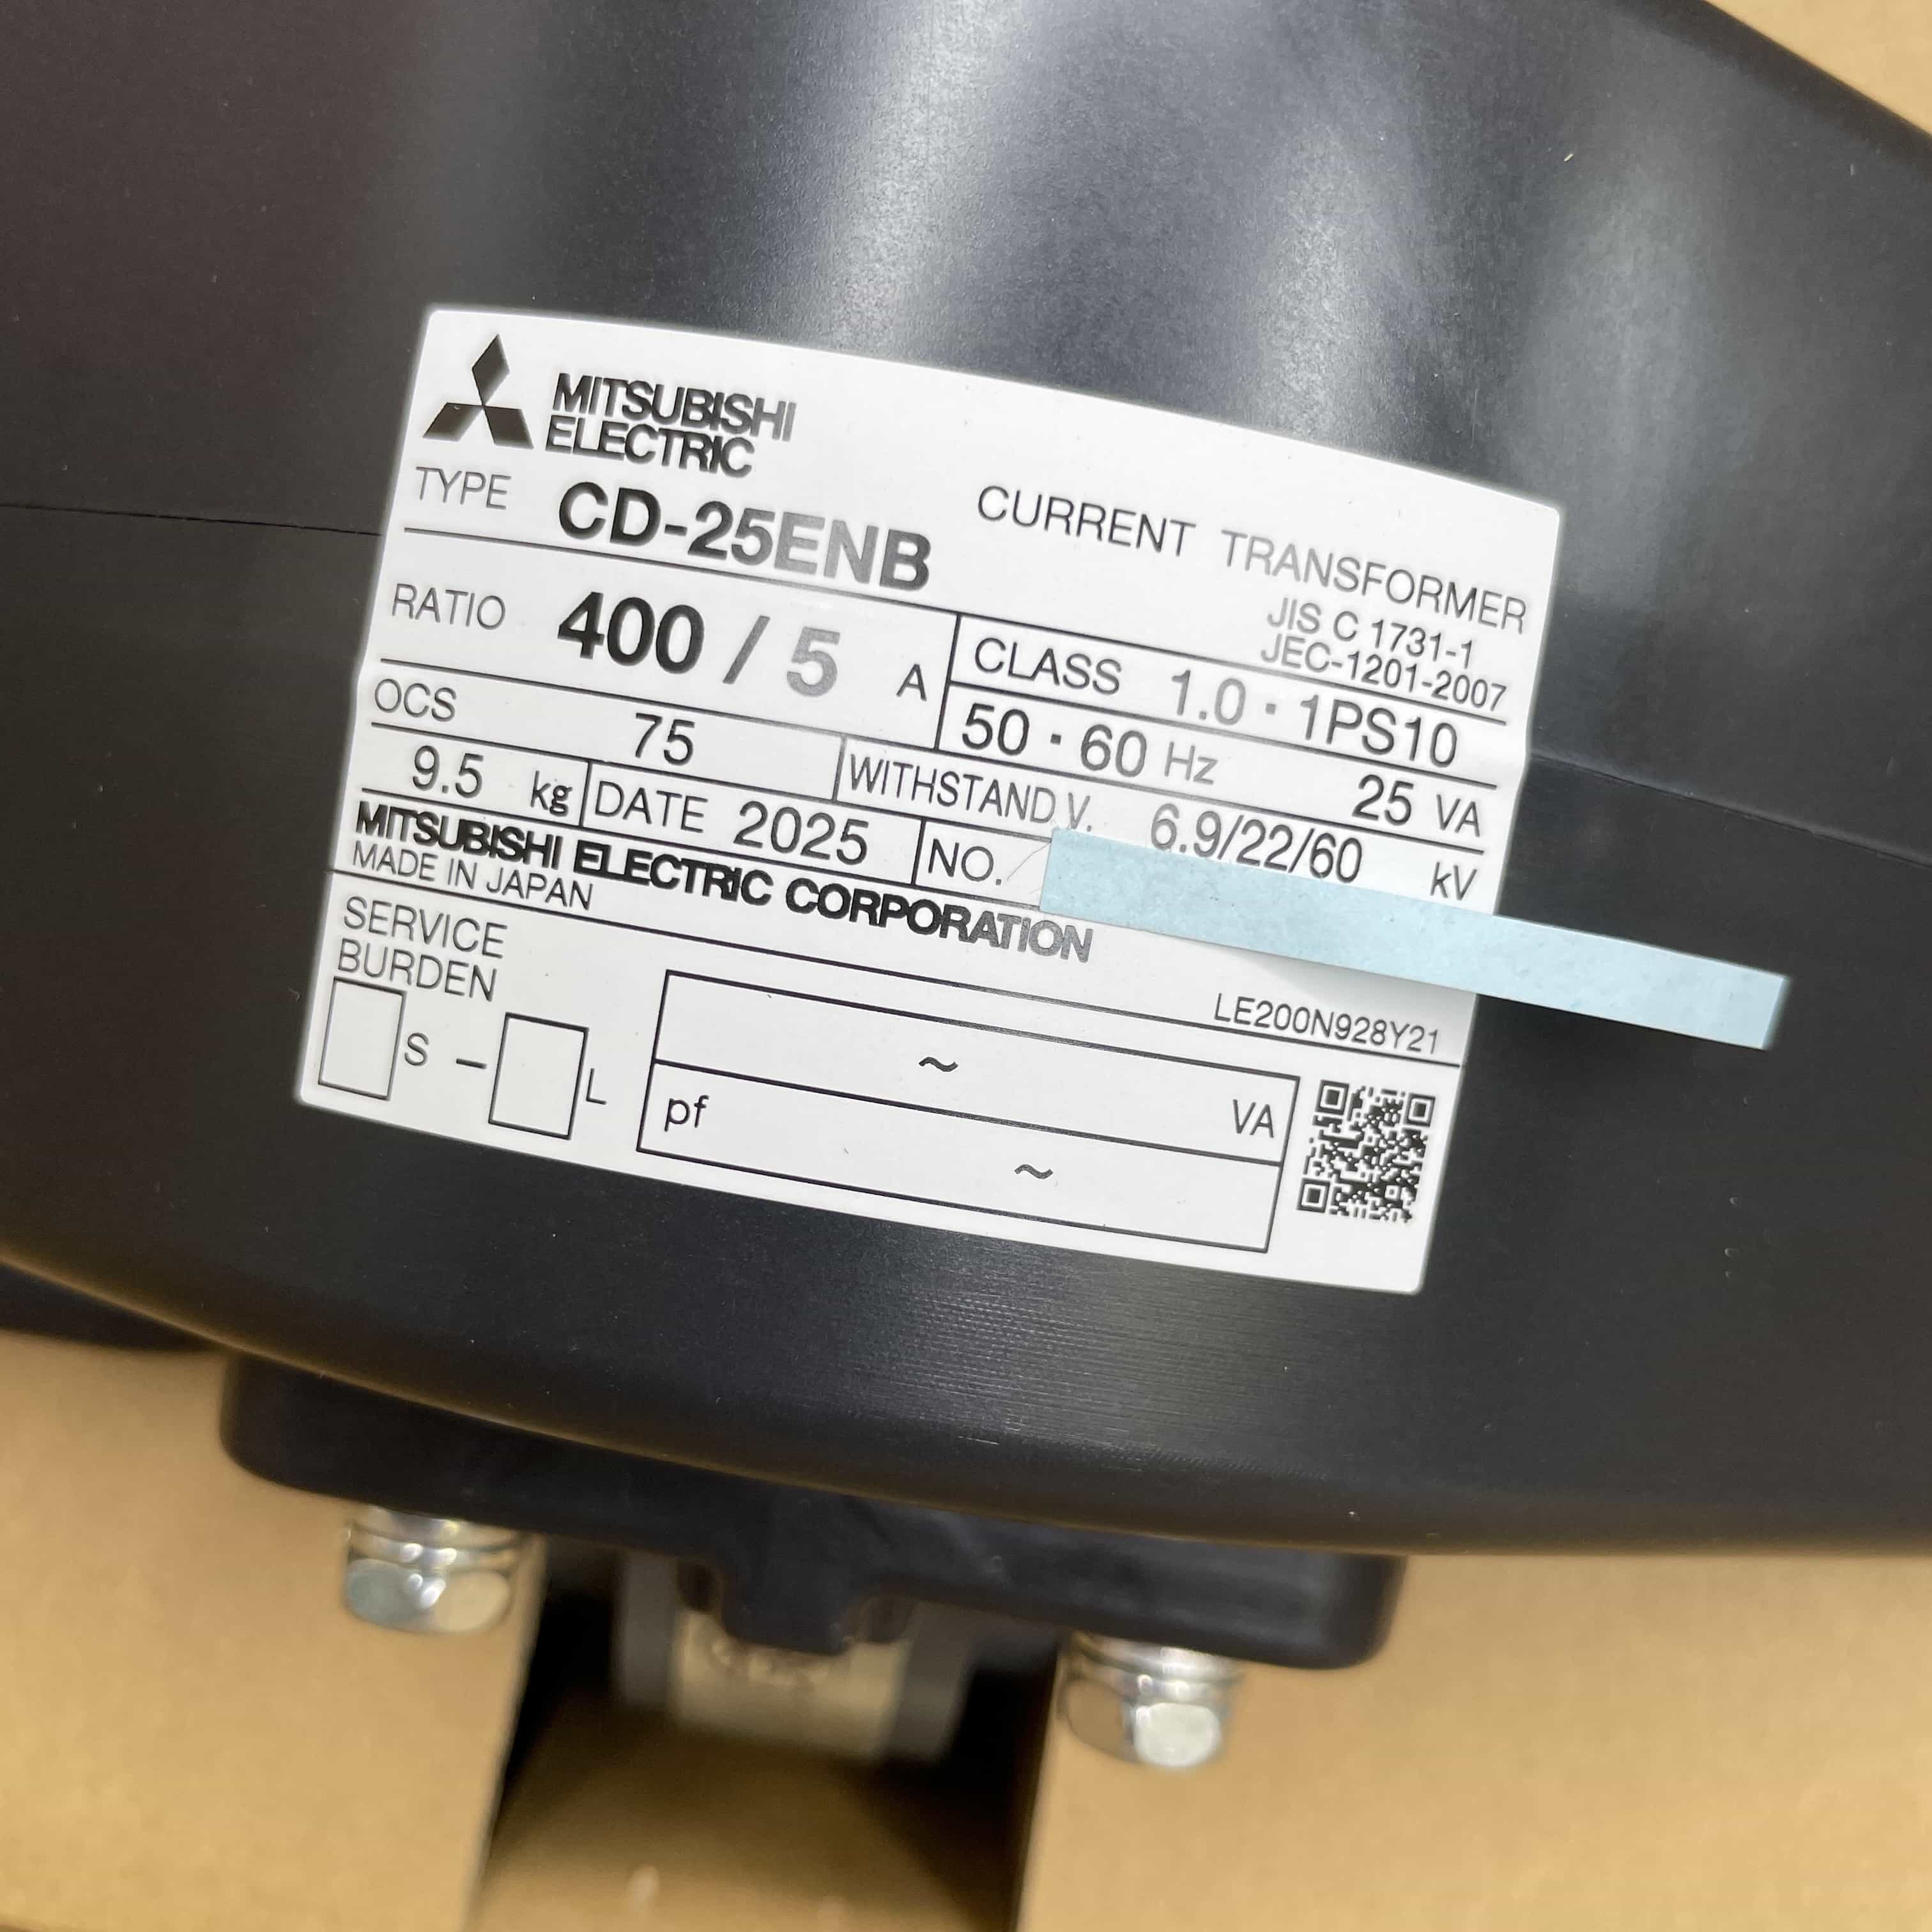 MITSUBISHI
ELECTRIC
CURRENT TRANSFORMER
TYPE CD-25ENB
JIS C 1731-1
JEC-1201-2007
RATIO 400 / 5 A
CLASS 1.0・1PS10
50・60 Hz 25 VA
OCS 75
WITHSTAND V. 6.9/22/60 kV
9.5 kg DATE 2025 NO.
MITSUBISHI ELECTRIC CORPORATION
MADE IN JAPAN
LE200N928Y21
SERVICE
BURDEN
S - L
~ VA
pf ~